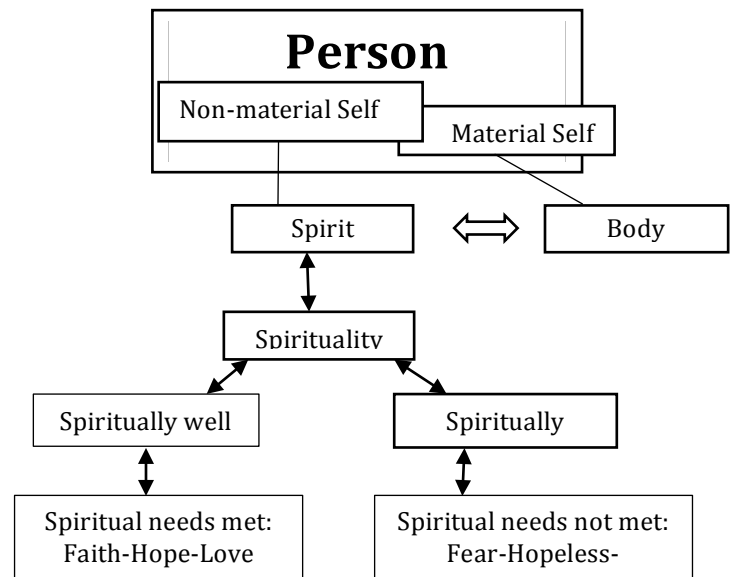 Person
Non-material Self
Material Self
Spirit
Body
Spirituality
Spiritually well
Spiritually
Spiritual needs met:
Faith-Hope-Love
Spiritual needs not met:
Fear-Hopeless-